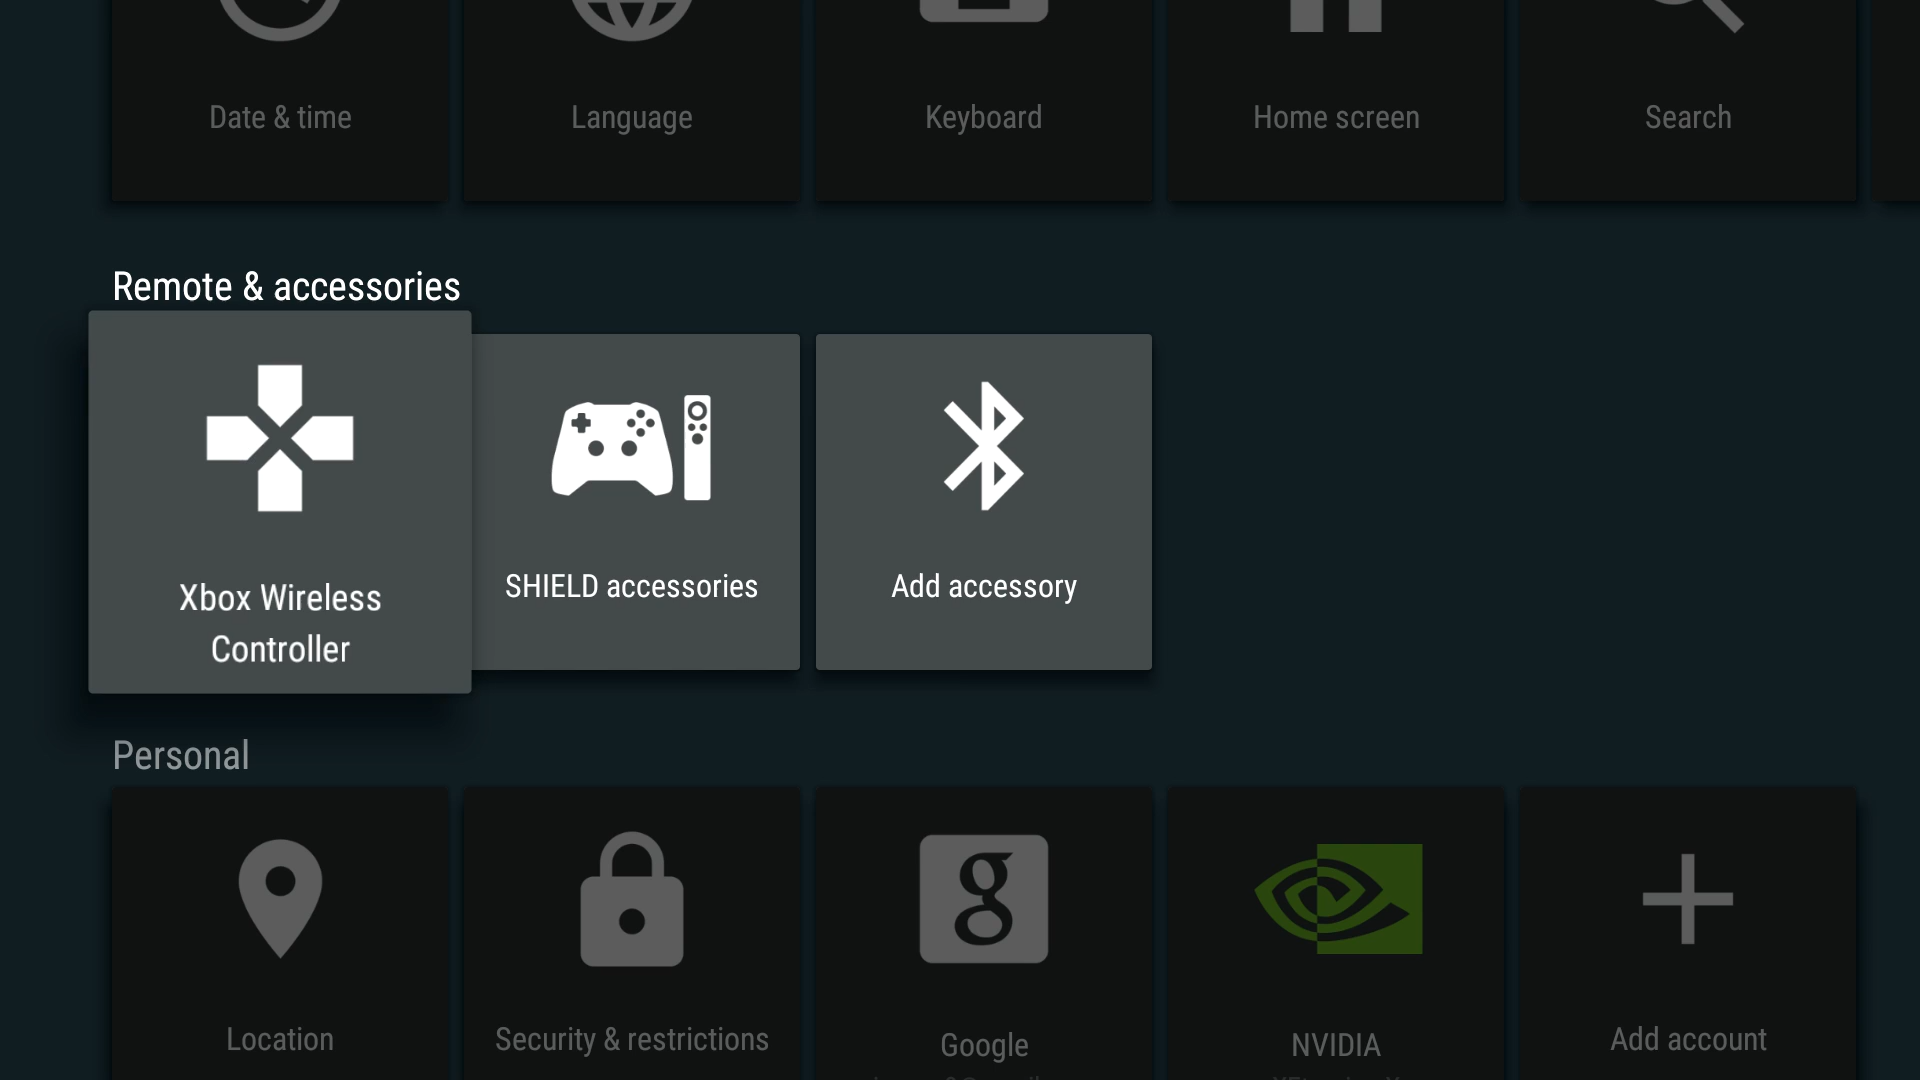 Date & time
Language
Keyboard
Home screen
Search
Remote & accessories
Xbox Wireless
Controller
SHIELD accessories
Add accessory
Personal
Location
Security & restrictions
Google
NVIDIA
Add account